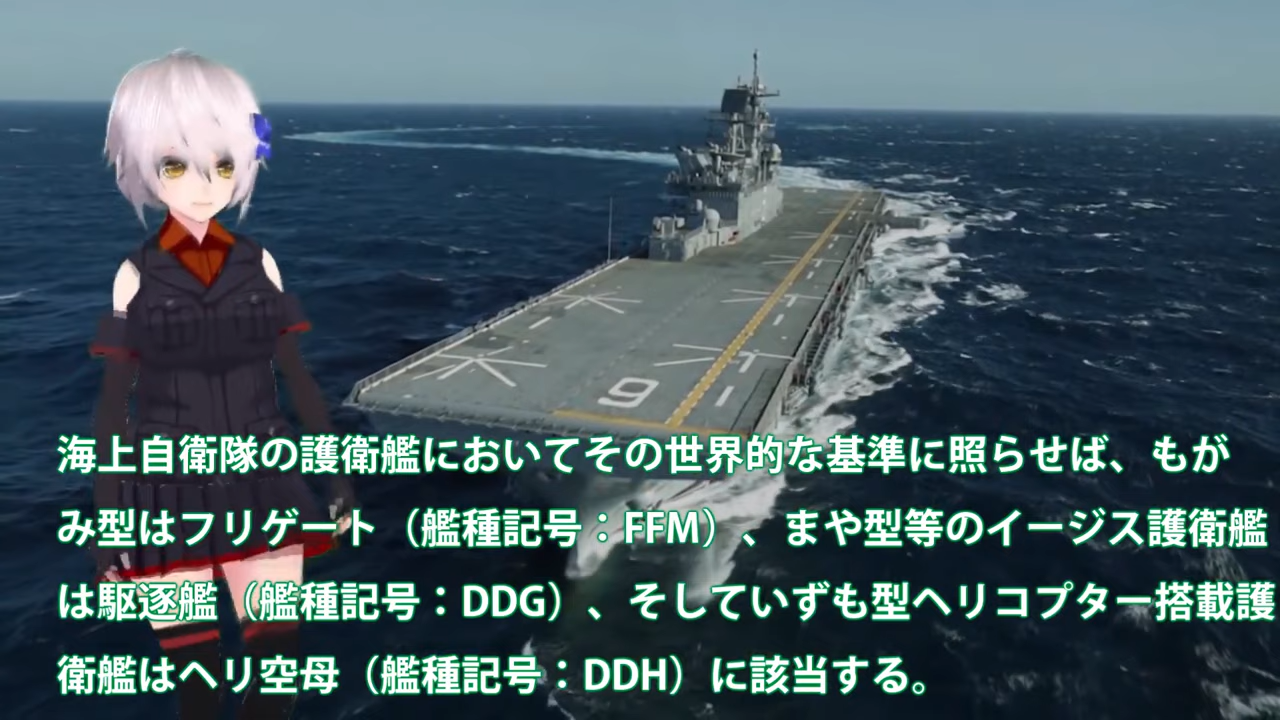 6
海上自衛隊の護衛艦においてその世界的な基準に照らせば、もが
み型はフリゲート（艦種記号：FFM）、まや型等のイージス護衛艦
は駆逐艦（艦種記号：DDG）、そしていずも型ヘリコプター搭載護
衛艦はヘリ空母（艦種記号：DDH）に該当する。